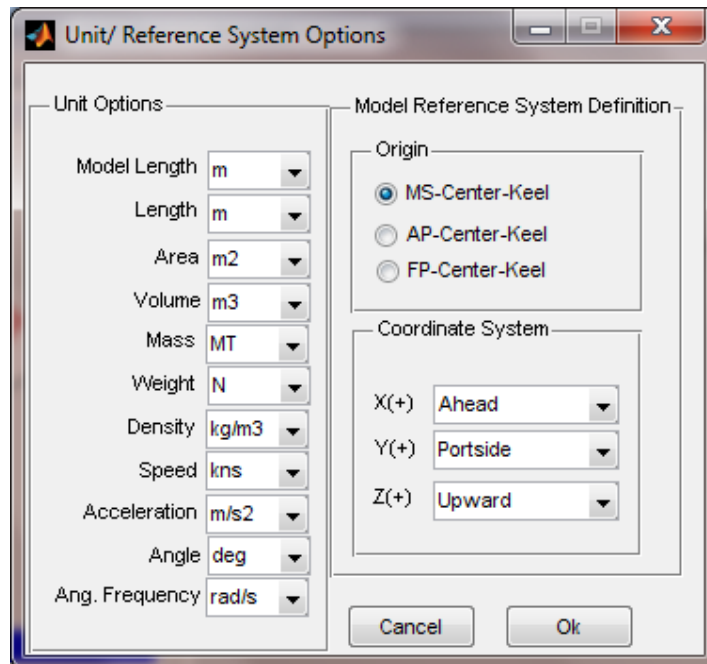 Unit/ Reference System Options
Unit Options
Model Length m
Length m
Area m2
Volume m3
Mass MT
Weight N
Density kg/m3
Speed kns
Acceleration m/s2
Angle deg
Ang. Frequency rad/s
Model Reference System Definition
Origin
MS-Center-Keel
AP-Center-Keel
FP-Center-Keel
Coordinate System
X(+) Ahead
Y(+) Portside
Z(+) Upward
Cancel Ok